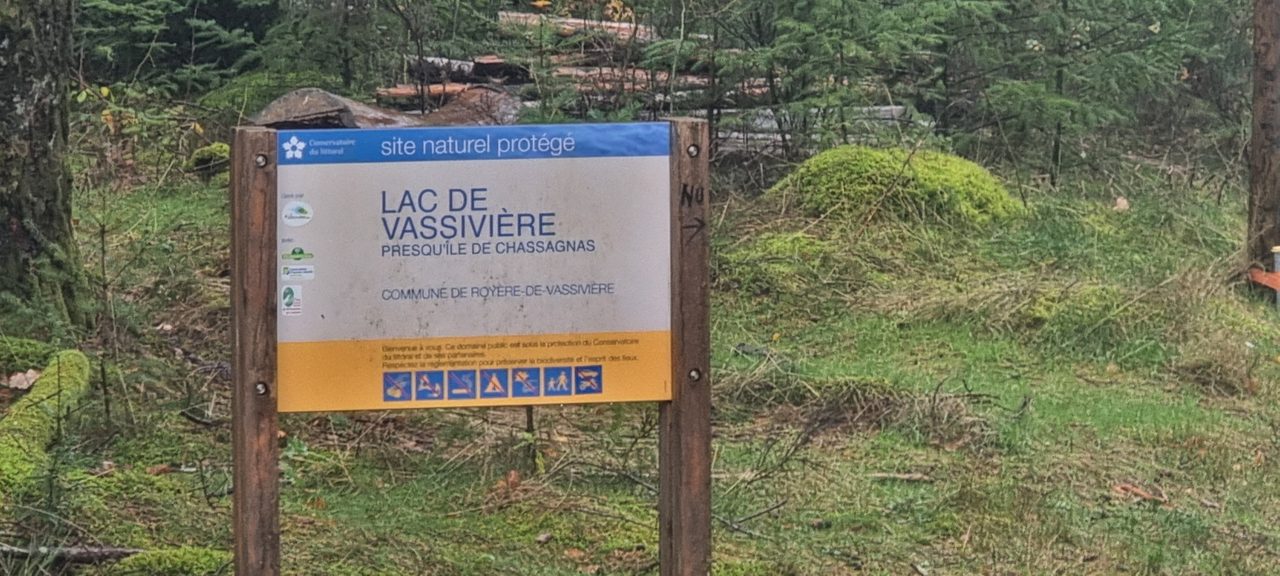 Conservatoire
du littoral
site naturel protégé
LAC DE
VASSIVIÈRE
PRESQU'ÎLE DE CHASSAGNAS
COMMUNE DE ROYÈRE-DE-VASSIVIÈRE
avec
Bienvenue à vous. Ce domaine public est sous la protection du Conservatoire
du littoral et de ses partenaires.
Respectez la réglementation pour préserver la biodiversité et l'esprit des lieux.
No
→